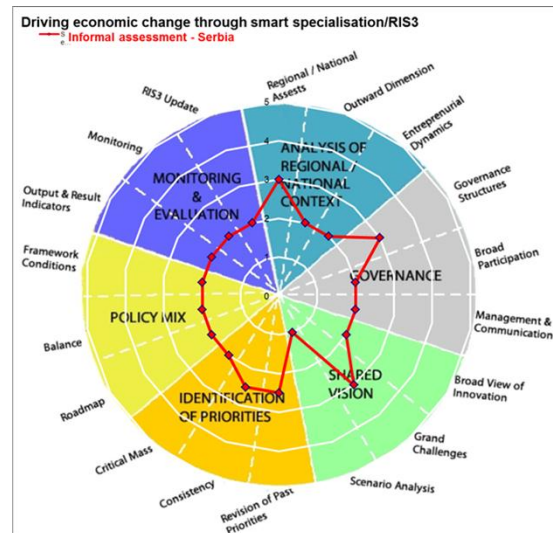 Driving economic change through smart specialisation/RIS3
S
e..
Informal assessment - Serbia
Regional / National
Assests
Outward Dimension
Entreprenurial
Dynamics
Governance
Structures
Broad
Participation
Management &
Communication
Broad View of
Innovation
Grand
Challenges
Scenario Analysis
Revision of Past
Priorities
Consistency
Critical Mass
Roadmap
Balance
Framework
Conditions
Output & Result
Indicators
Monitoring
RIS3 Update
ANALYSIS OF
REGIONAL /
NATIONAL
CONTEXT
GOVERNANCE
SHARED
VISION
IDENTIFICATION
OF PRIORITIES
POLICY MIX
MONITORING
&
EVALUATION
5
4
3
2
1
0